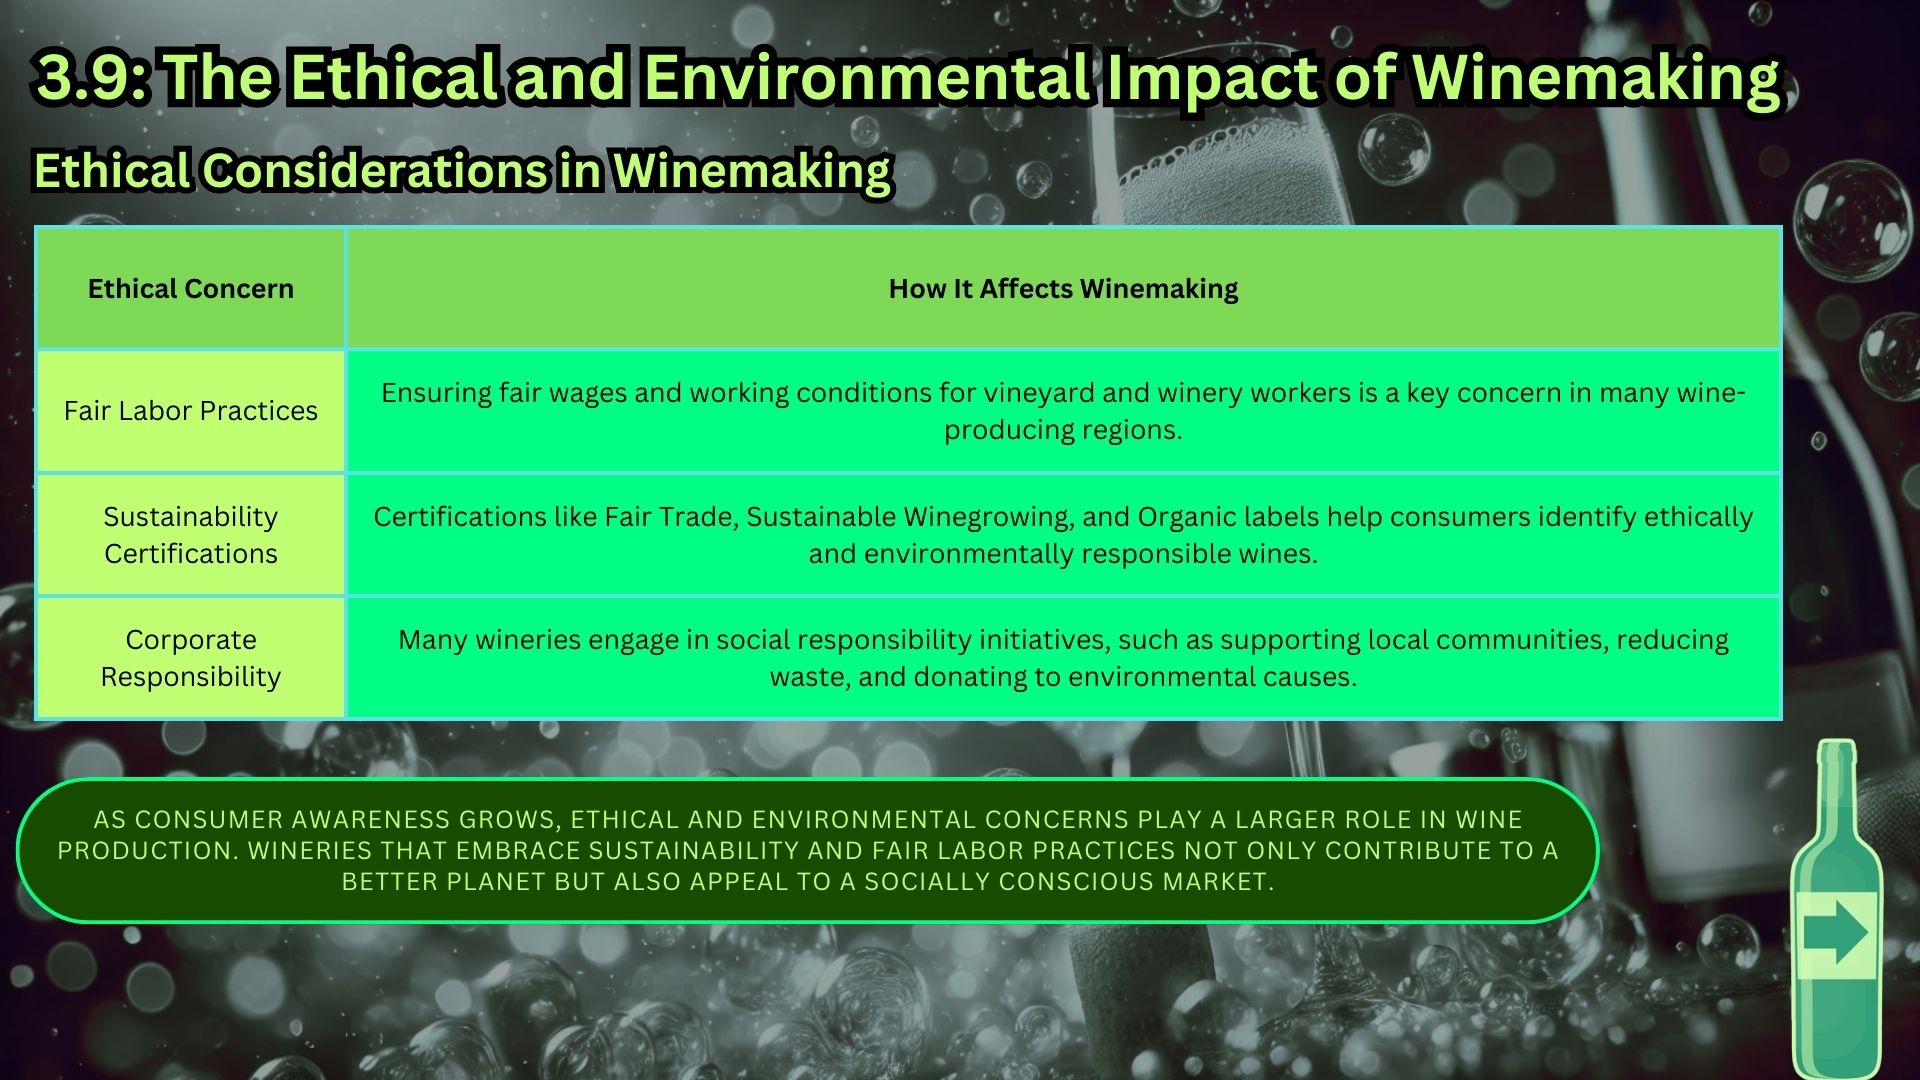 3.9: The Ethical and Environmental Impact of Winemaking
Ethical Considerations in Winemaking
Ethical Concern
How It Affects Winemaking
Fair Labor Practices
Ensuring fair wages and working conditions for vineyard and winery workers is a key concern in many wine-
producing regions.
Sustainability
Certifications
Certifications like Fair Trade, Sustainable Winegrowing, and Organic labels help consumers identify ethically
and environmentally responsible wines.
Corporate
Responsibility
Many wineries engage in social responsibility initiatives, such as supporting local communities, reducing
waste, and donating to environmental causes.
AS CONSUMER AWARENESS GROWS, ETHICAL AND ENVIRONMENTAL CONCERNS PLAY A LARGER ROLE IN WINE
PRODUCTION. WINERIES THAT EMBRACE SUSTAINABILITY AND FAIR LABOR PRACTICES NOT ONLY CONTRIBUTE TO A
BETTER PLANET BUT ALSO APPEAL TO A SOCIALLY CONSCIOUS MARKET.